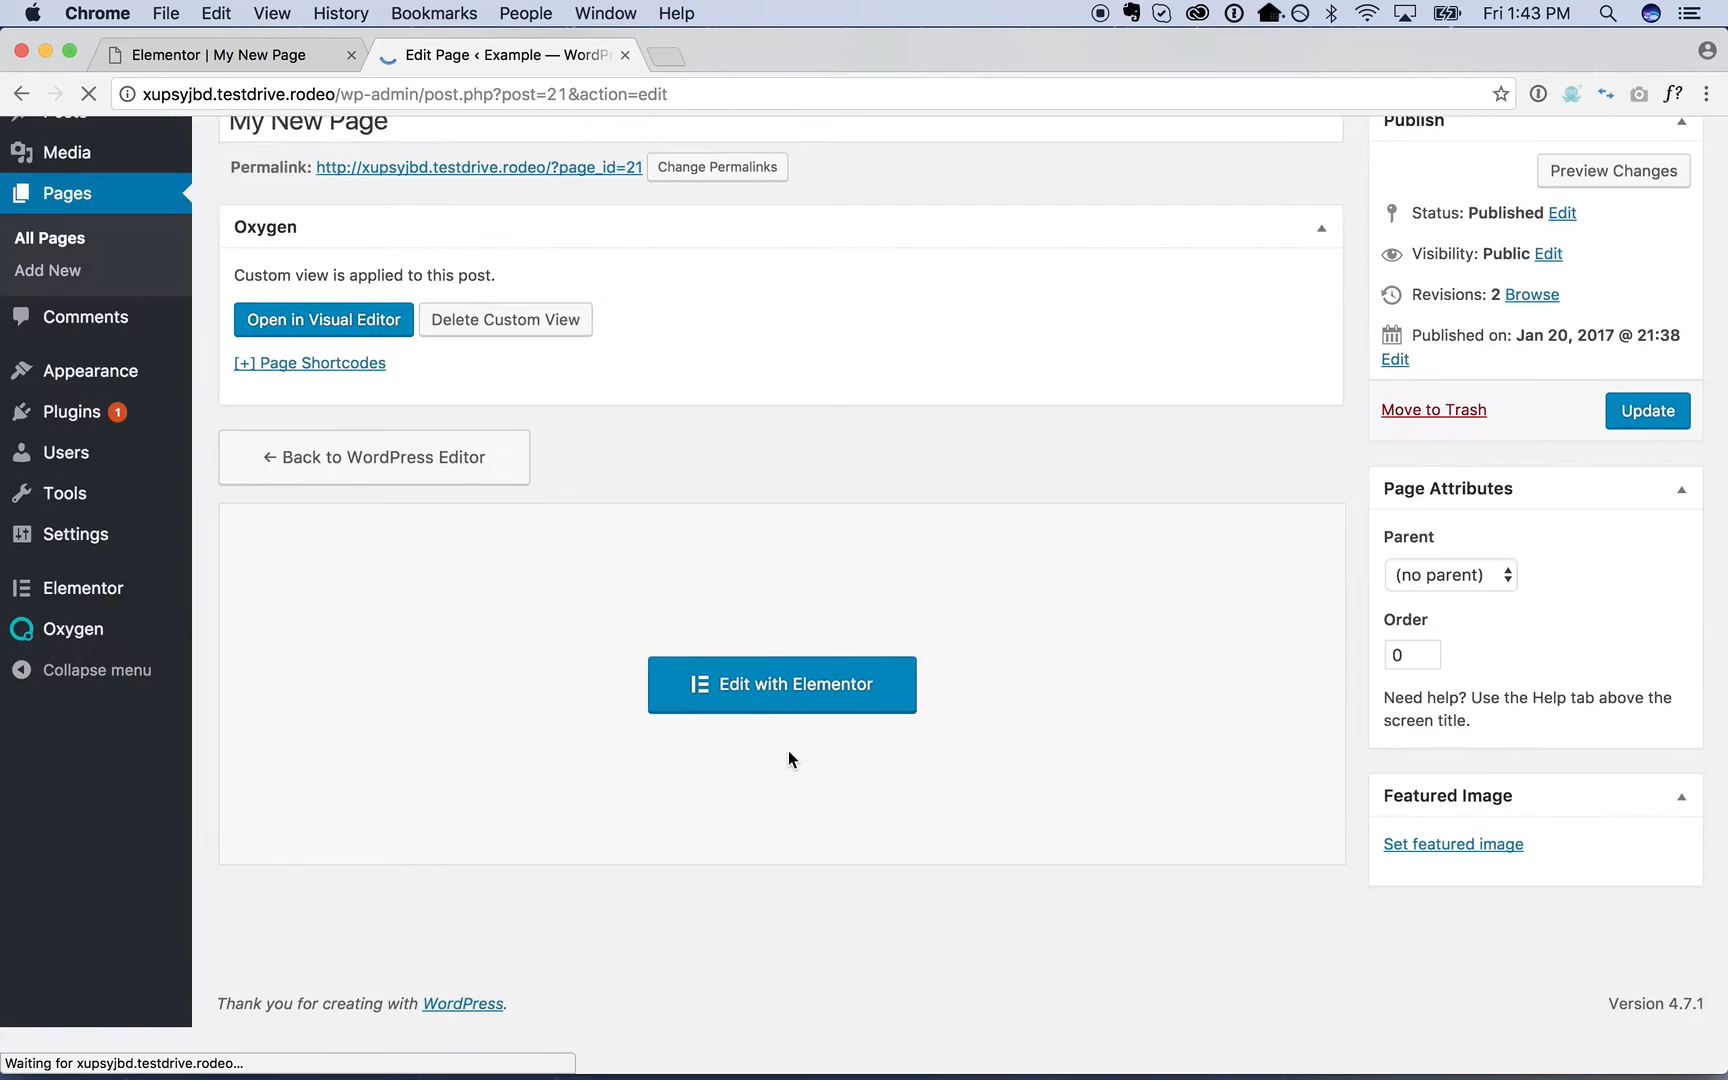 Chrome File Edit View History Bookmarks People Window Help Fri 1:43 PM
Elementor | My New Page
Edit Page ‹ Example — WordP
xupsyjbd.testdrive.rodeo/wp-admin/post.php?post=21&action=edit
f?
Posts
Media
Pages
All Pages
Add New
Comments
Appearance
Plugins 1
Users
Tools
Settings
Elementor
Oxygen
Collapse menu
My New Page
Permalink: http://xupsyjbd.testdrive.rodeo/?page_id=21 Change Permalinks
Oxygen
Custom view is applied to this post.
Open in Visual Editor Delete Custom View
[+] Page Shortcodes
← Back to WordPress Editor
Edit with Elementor
Publish
Preview Changes
Status: Published Edit
Visibility: Public Edit
Revisions: 2 Browse
Published on: Jan 20, 2017 @ 21:38
Edit
Move to Trash Update
Page Attributes
Parent
(no parent)
Order
0
Need help? Use the Help tab above the
screen title.
Featured Image
Set featured image
Thank you for creating with WordPress.
Version 4.7.1
Waiting for xupsyjbd.testdrive.rodeo...